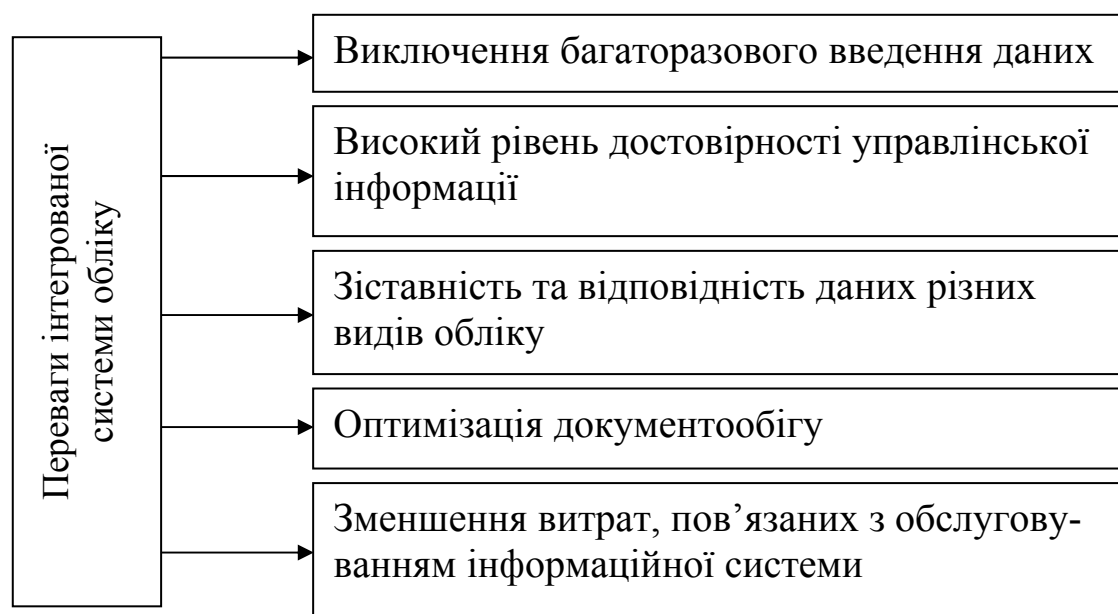 Переваги інтегрованої
системи обліку
Виключення багаторазового введення даних
Високий рівень достовірності управлінської
інформації
Зіставність та відповідність даних різних
видів обліку
Оптимізація документообігу
Зменшення витрат, пов’язаних з обслугову-
ванням інформаційної системи